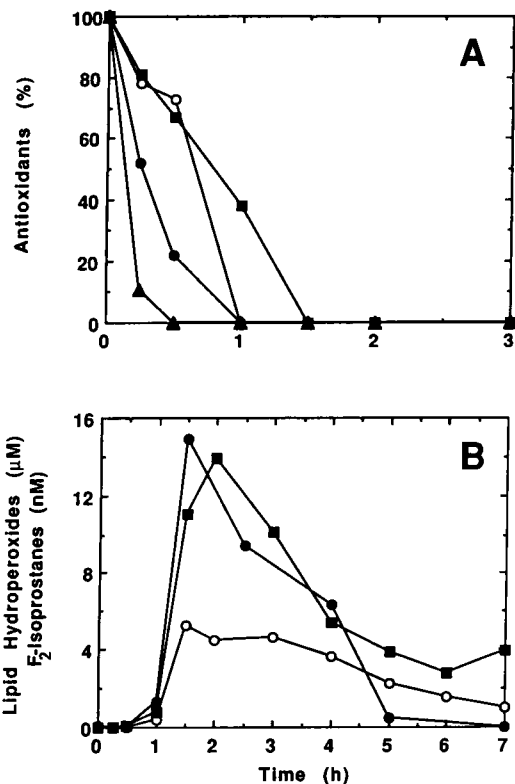 A
Antioxidants (%)
100
80
60
40
20
0
0 1 2 3
B
Lipid Hydroperoxides (μM)
F2-Isoprostanes (nM)
16
12
8
4
0
0 1 2 3 4 5 6 7
Time (h)